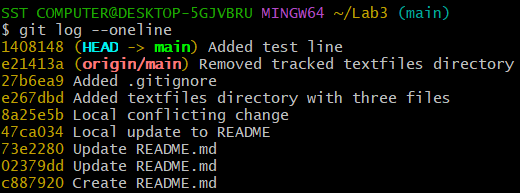 SST COMPUTER@DESKTOP-5GJVBRU MINGW64 ~/Lab3 (main)
$ git log --oneline
1408148 (HEAD -> main) Added test line
e21413a (origin/main) Removed tracked textfiles directory
27b6ea9 Added .gitignore
e267dbd Added textfiles directory with three files
8a25e5b Local conflicting change
47ca034 Local update to README
73e2280 Update README.md
02379dd Update README.md
c887920 Create README.md